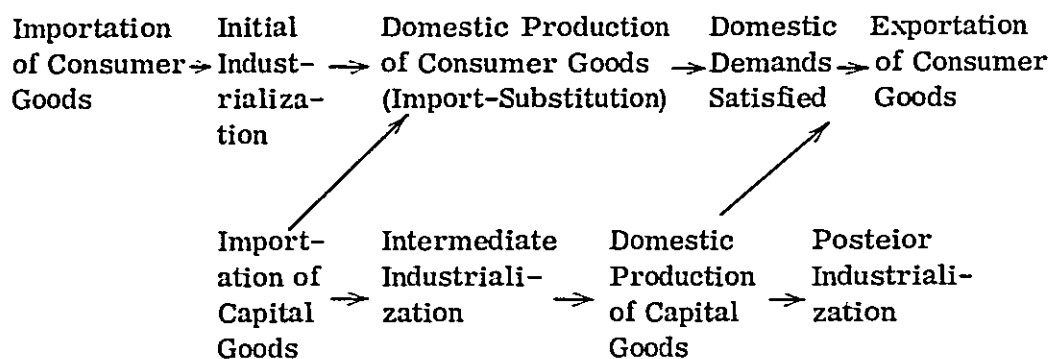 Importation
of Consumer
Goods
Initial
Indust-
rializa-
tion
Domestic Production
of Consumer Goods
(Import-Substitution)
Domestic
Demands
Satisfied
Exportation
of Consumer
Goods
Import-
ation of
Capital
Goods
Intermediate
Industriali-
zation
Domestic
Production
of Capital
Goods
Posteior
Industriali-
zation